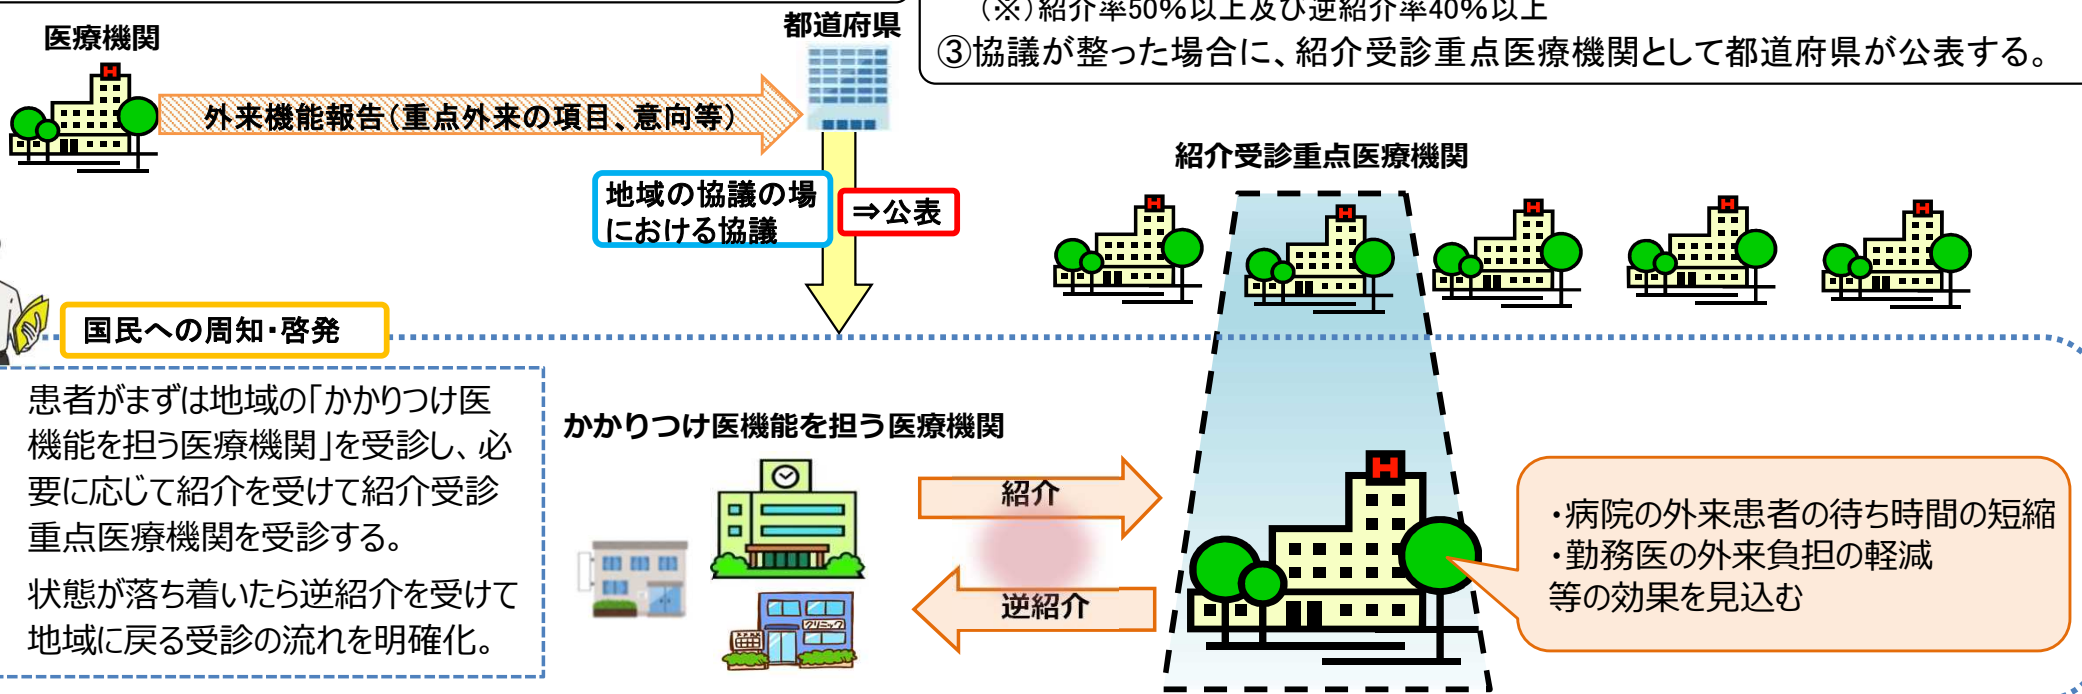 (※)紹介率50%以上及び逆紹介率40%以上
③協議が整った場合に、紹介受診重点医療機関として都道府県が公表する。
医療機関
都道府県
外来機能報告(重点外来の項目、意向等)
地域の協議の場
における協議
⇒公表
紹介受診重点医療機関
国民への周知・啓発
患者がまずは地域の「かかりつけ医
機能を担う医療機関」を受診し、必
要に応じて紹介を受けて紹介受診
重点医療機関を受診する。
状態が落ち着いたら逆紹介を受けて
地域に戻る受診の流れを明確化。
かかりつけ医機能を担う医療機関
クリニック
紹介
逆紹介
H
H
H
H
H
H
H
・病院の外来患者の待ち時間の短縮
・勤務医の外来負担の軽減
等の効果を見込む